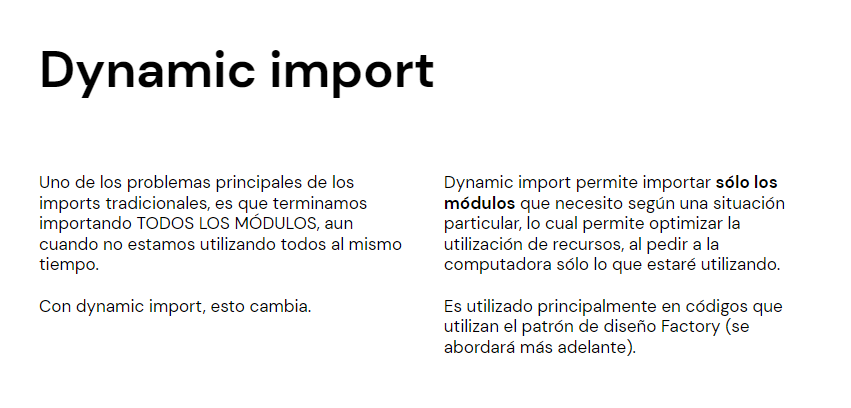 Dynamic import
Uno de los problemas principales de los
imports tradicionales, es que terminamos
importando TODOS LOS MÓDULOS, aun
cuando no estamos utilizando todos al mismo
tiempo.
Con dynamic import, esto cambia.
Dynamic import permite importar sólo los
módulos que necesito según una situación
particular, lo cual permite optimizar la
utilización de recursos, al pedir a la
computadora sólo lo que estaré utilizando.
Es utilizado principalmente en códigos que
utilizan el patrón de diseño Factory (se
abordará más adelante).